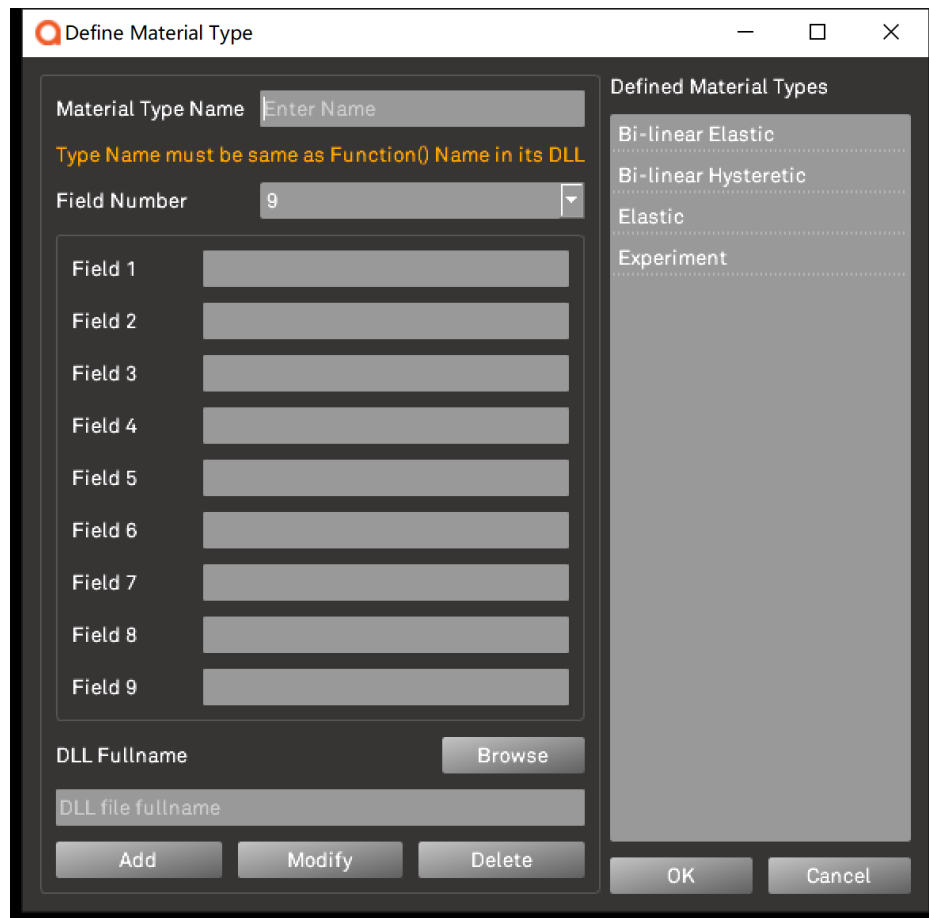 Define Material Type
Material Type Name Enter Name
Type Name must be same as Function() Name in its DLL
Field Number 9
Field 1
Field 2
Field 3
Field 4
Field 5
Field 6
Field 7
Field 8
Field 9
DLL Fullname Browse
DLL file fullname
Add Modify Delete
Defined Material Types
Bi-linear Elastic
Bi-linear Hysteretic
Elastic
Experiment
OK Cancel